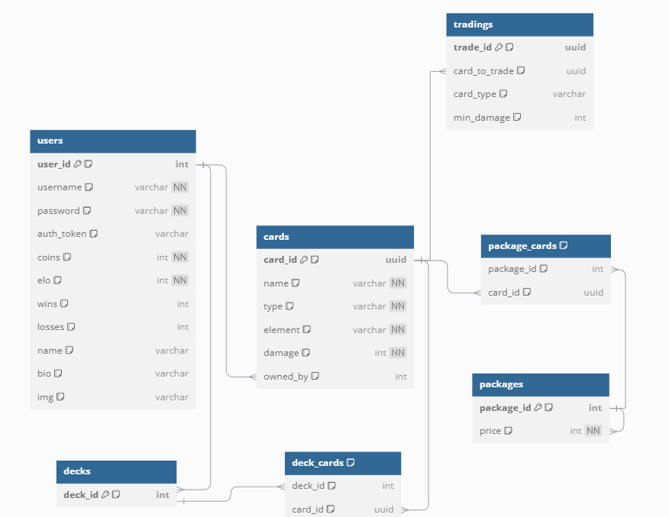 tradings
trade_id uuid
card_to_trade uuid
card_type varchar
min_damage int
users
user_id int
username varchar NN
password varchar NN
auth_token varchar
coins int NN
elo int NN
wins int
losses int
name varchar
bio varchar
img varchar
cards
card_id uuid
name varchar NN
type varchar NN
element varchar NN
damage int NN
owned_by int
package_cards
package_id int
card_id uuid
packages
package_id int
price int NN
decks
deck_id int
deck_cards
deck_id int
card_id uuid